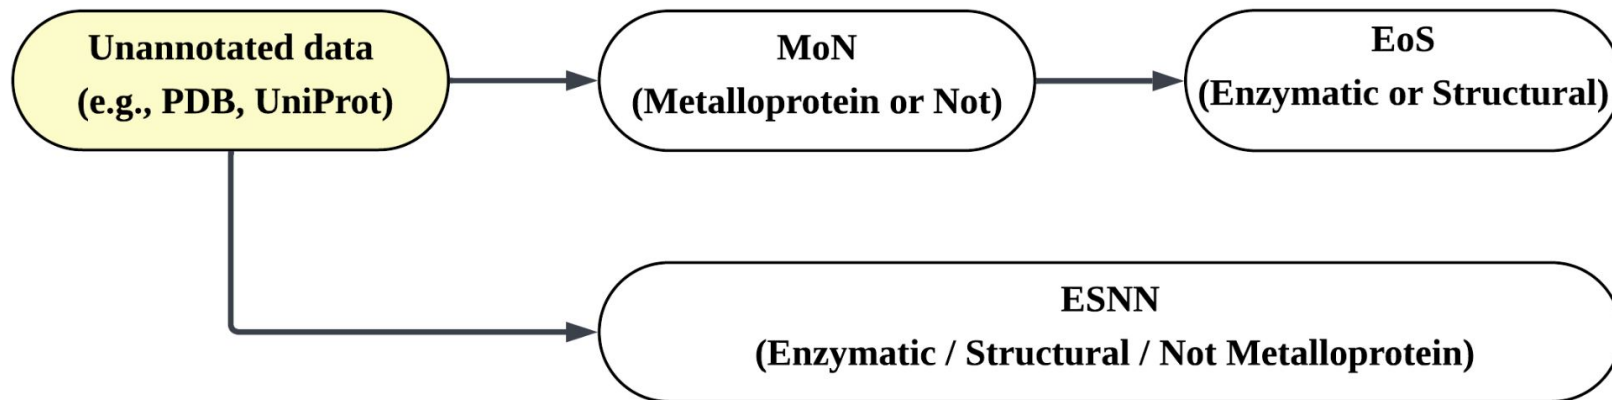 Unannotated data
(e.g., PDB, UniProt)
MoN
(Metalloprotein or Not)
EoS
(Enzymatic or Structural)
ESNN
(Enzymatic / Structural / Not Metalloprotein)